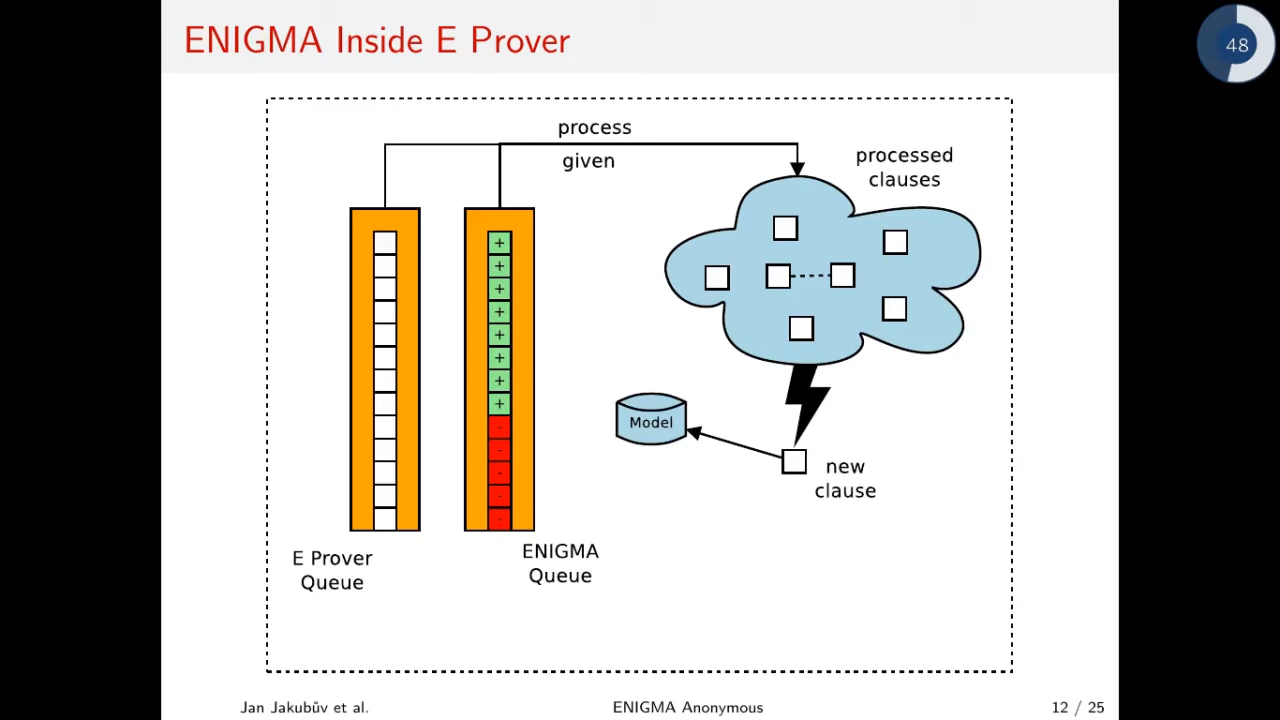 ENIGMA Inside E Prover
48
process
given
processed
clauses
+
+
+
+
+
+
+
+
-
-
-
-
-
Model
new
clause
E Prover
Queue
ENIGMA
Queue
Jan Jakubův et al.
ENIGMA Anonymous
12 / 25